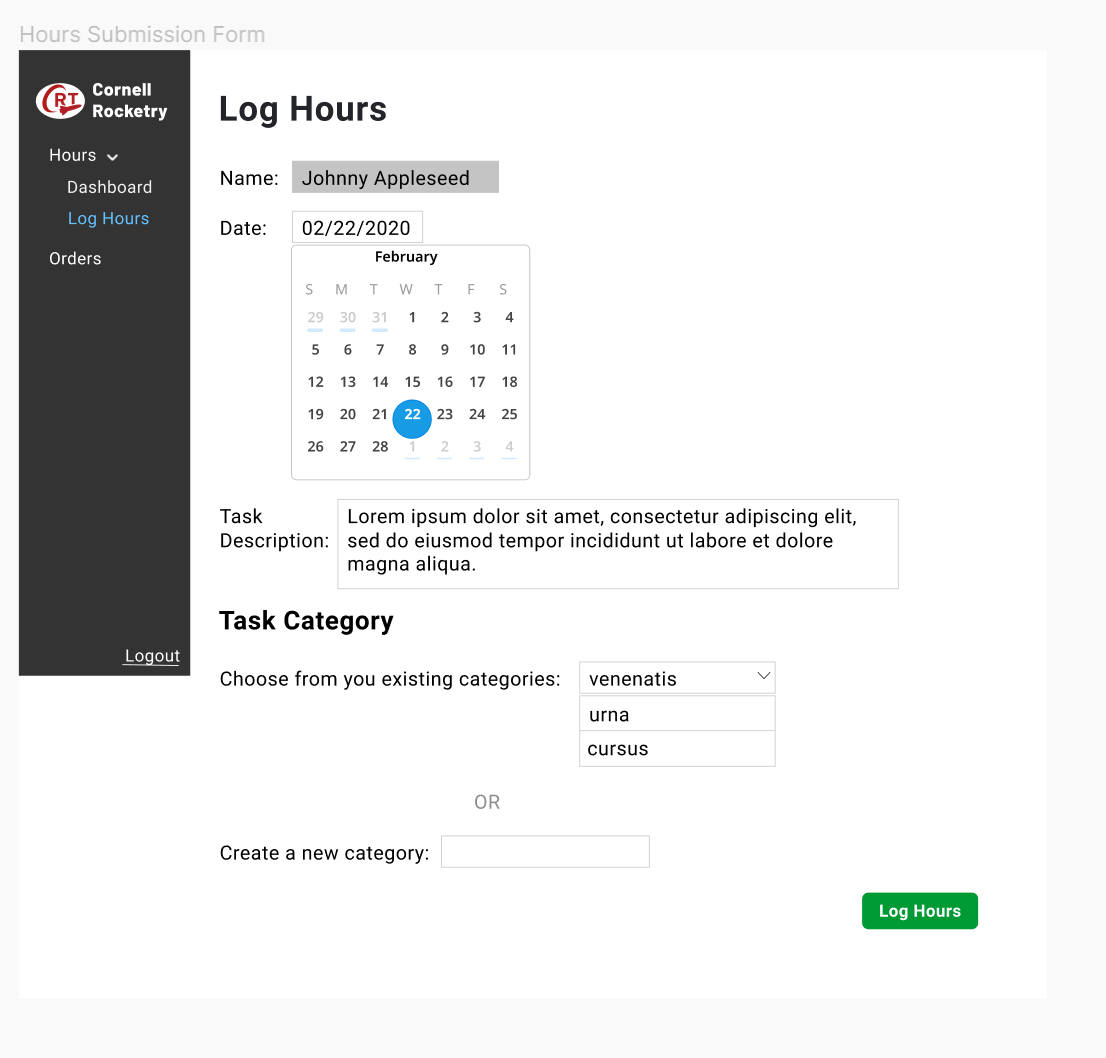 Hours Submission Form
CRT
Cornell
Rocketry
Hours
Dashboard
Log Hours
Orders
Logout
Log Hours
Name: Johnny Appleseed
Date: 02/22/2020
February
S M T W T F S
29 30 31 1 2 3 4
5 6 7 8 9 10 11
12 13 14 15 16 17 18
19 20 21 22 23 24 25
26 27 28 1 2 3 4
Task
Description:
Lorem ipsum dolor sit amet, consectetur adipiscing elit,
sed do eiusmod tempor incididunt ut labore et dolore
magna aliqua.
Task Category
Choose from you existing categories: venenatis
urna
cursus
OR
Create a new category:
Log Hours